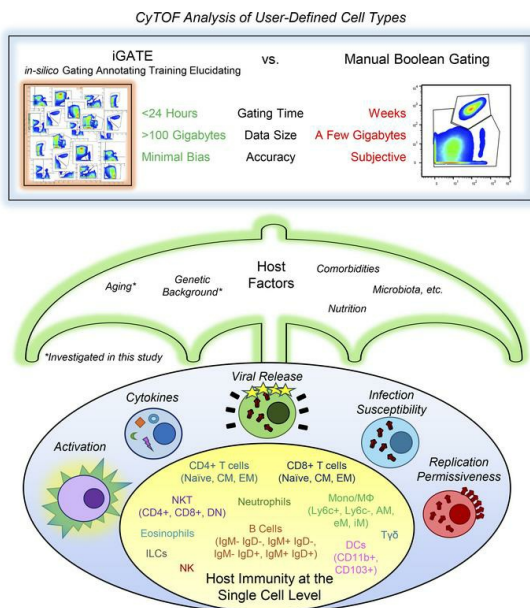 CyTOF Analysis of User-Defined Cell Types
iGATE
vs.
Manual Boolean Gating
in-silico Gating Annotating Training Elucidating
<24 Hours
Gating Time
Weeks
>100 Gigabytes
Data Size
A Few Gigabytes
Minimal Bias
Accuracy
Subjective
Host
Factors
Aging*
Genetic
Background*
Comorbidities
Microbiota, etc.
Nutrition
*Investigated in this study
Viral Release
Cytokines
Infection
Susceptibility
Activation
Replication
Permissiveness
CD4+ T cells
(Naïve, CM, EM)
CD8+ T cells
(Naïve, CM, EM)
NKT
(CD4+, CD8+, DN)
Neutrophils
Mono/MΦ
(Ly6c+, Ly6c-, AM,
eM, iM)
Eosinophils
B Cells
(IgM- IgD-, IgM+ IgD-,
IgM- IgD+, IgM+ IgD+)
Tγδ
ILCs
DCs
(CD11b+,
CD103+)
NK
Host Immunity at the
Single Cell Level